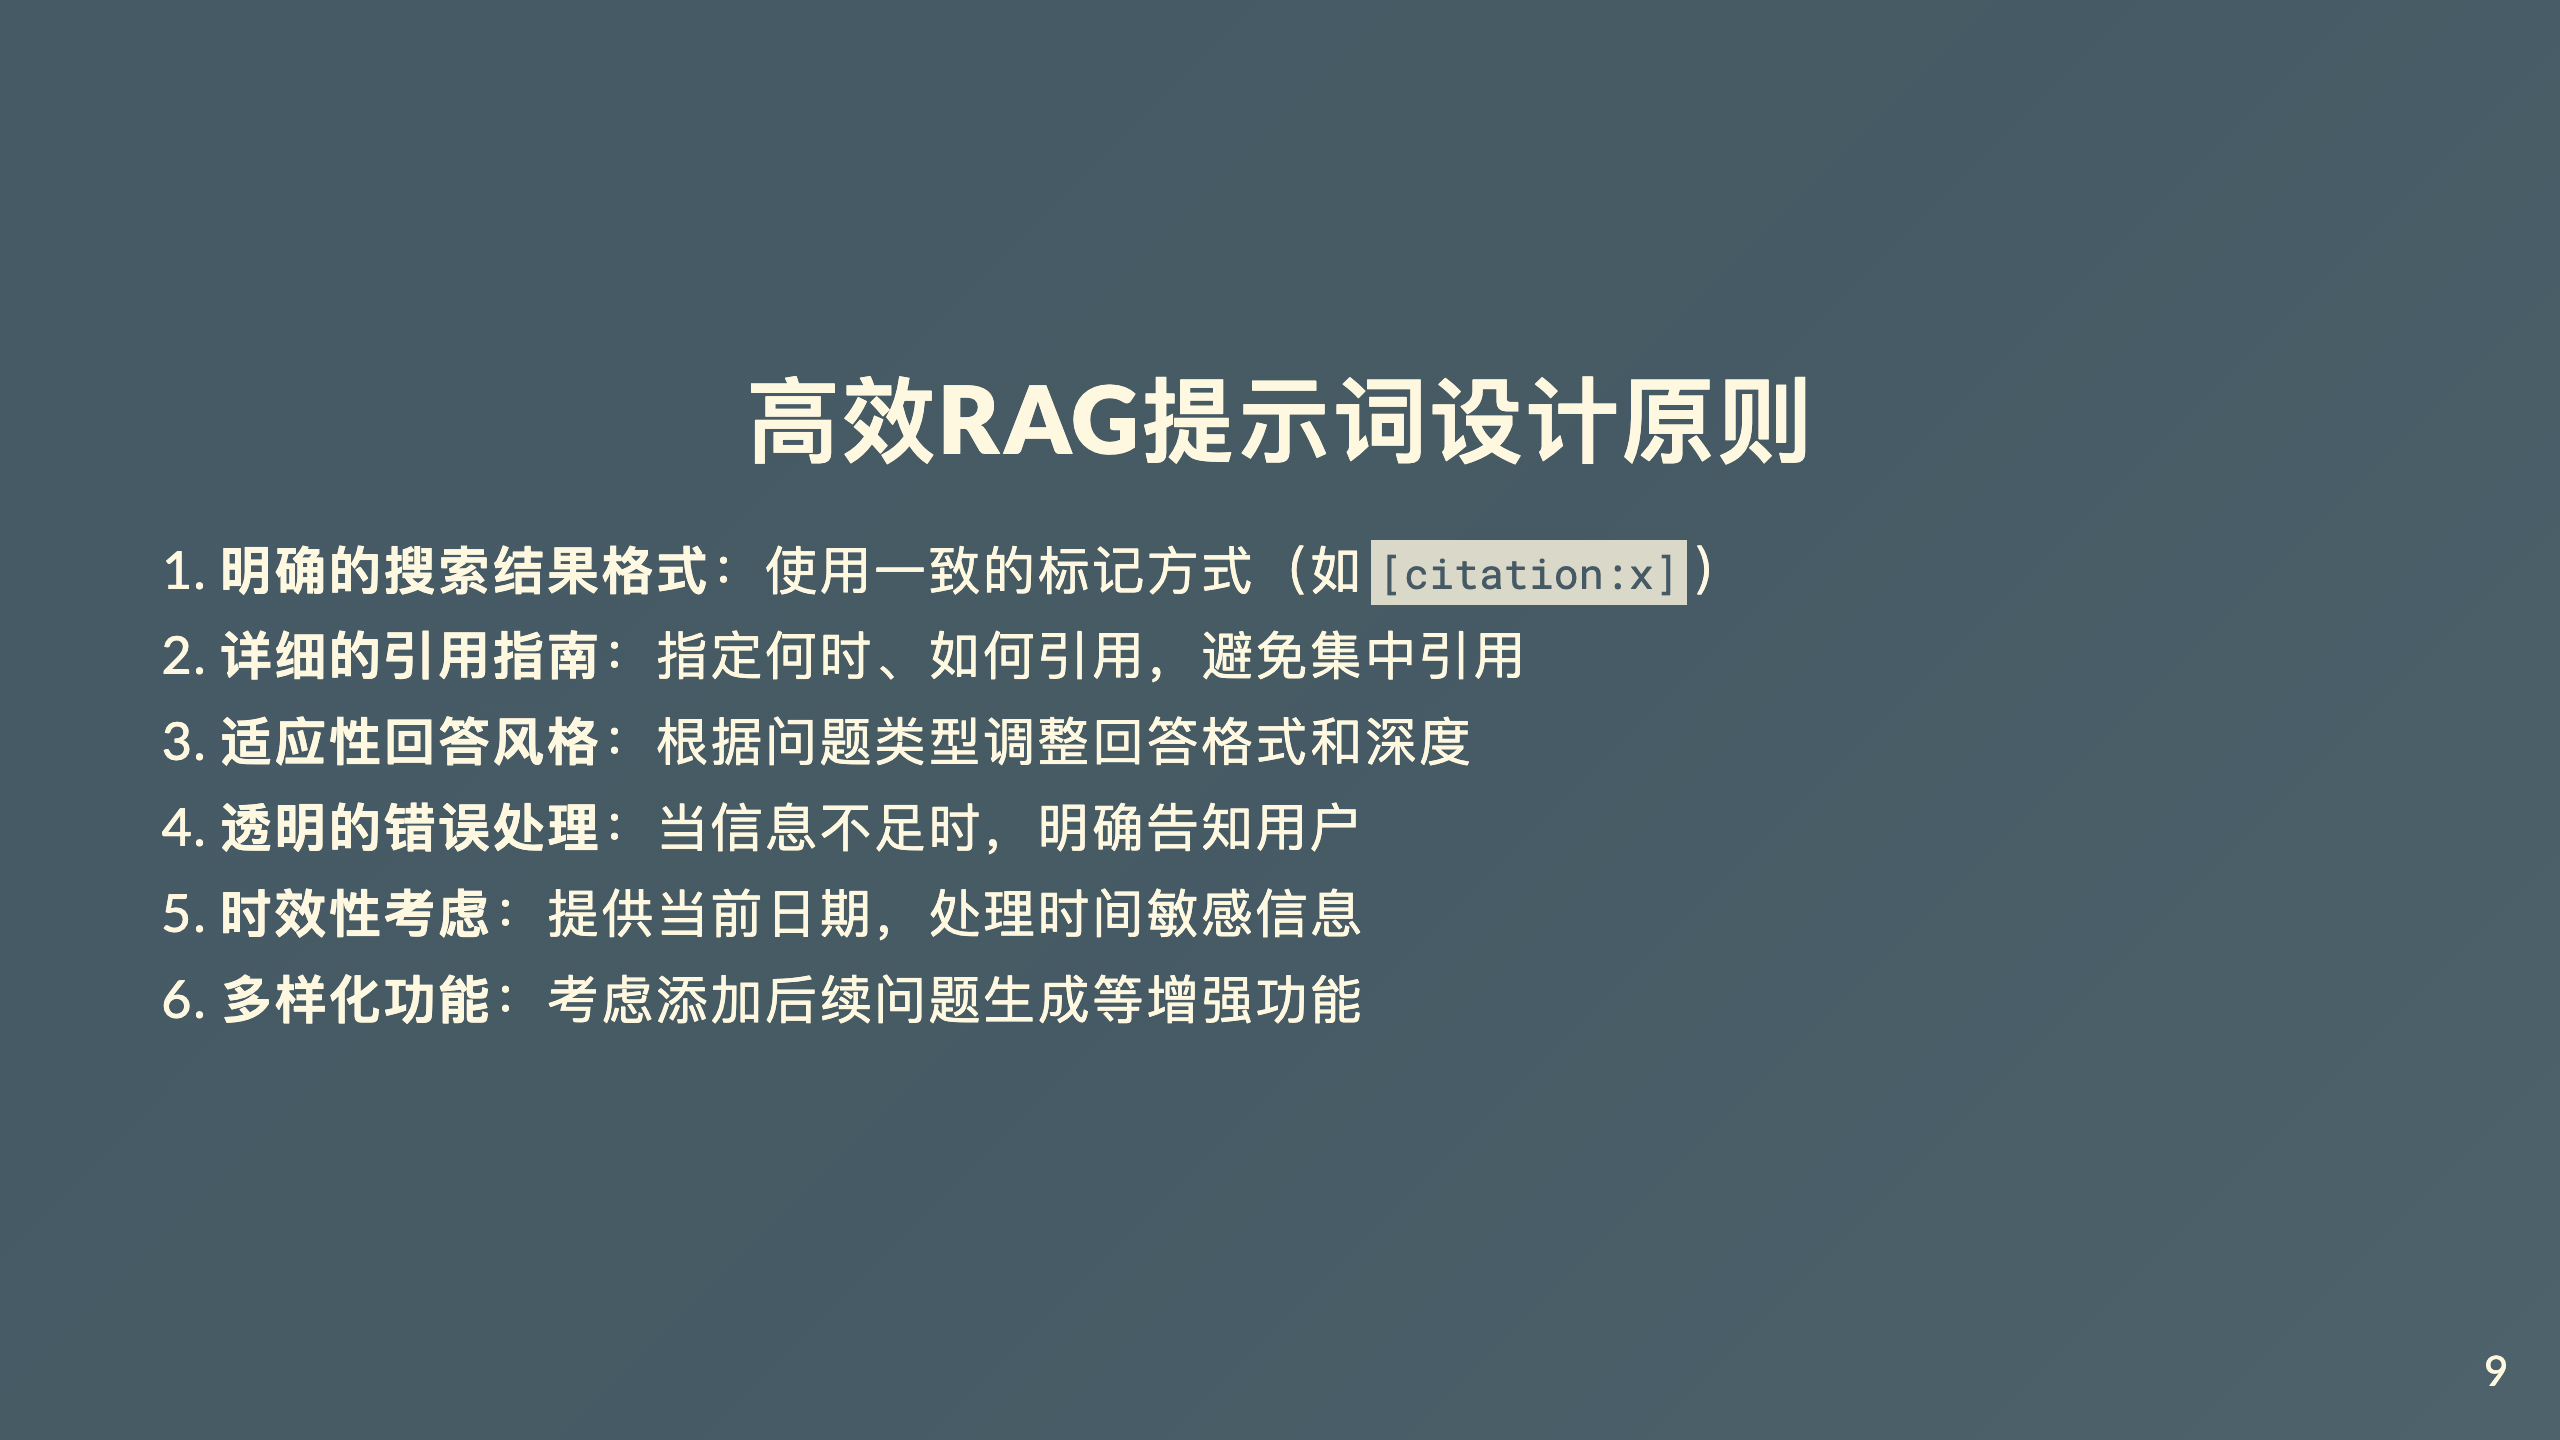 高效RAG提示词设计原则
1. 明确的搜索结果格式：使用一致的标记方式（如 [citation:x]）
2. 详细的引用指南：指定何时、如何引用，避免集中引用
3. 适应性回答风格：根据问题类型调整回答格式和深度
4. 透明的错误处理：当信息不足时，明确告知用户
5. 时效性考虑：提供当前日期，处理时间敏感信息
6. 多样化功能：考虑添加后续问题生成等增强功能
9